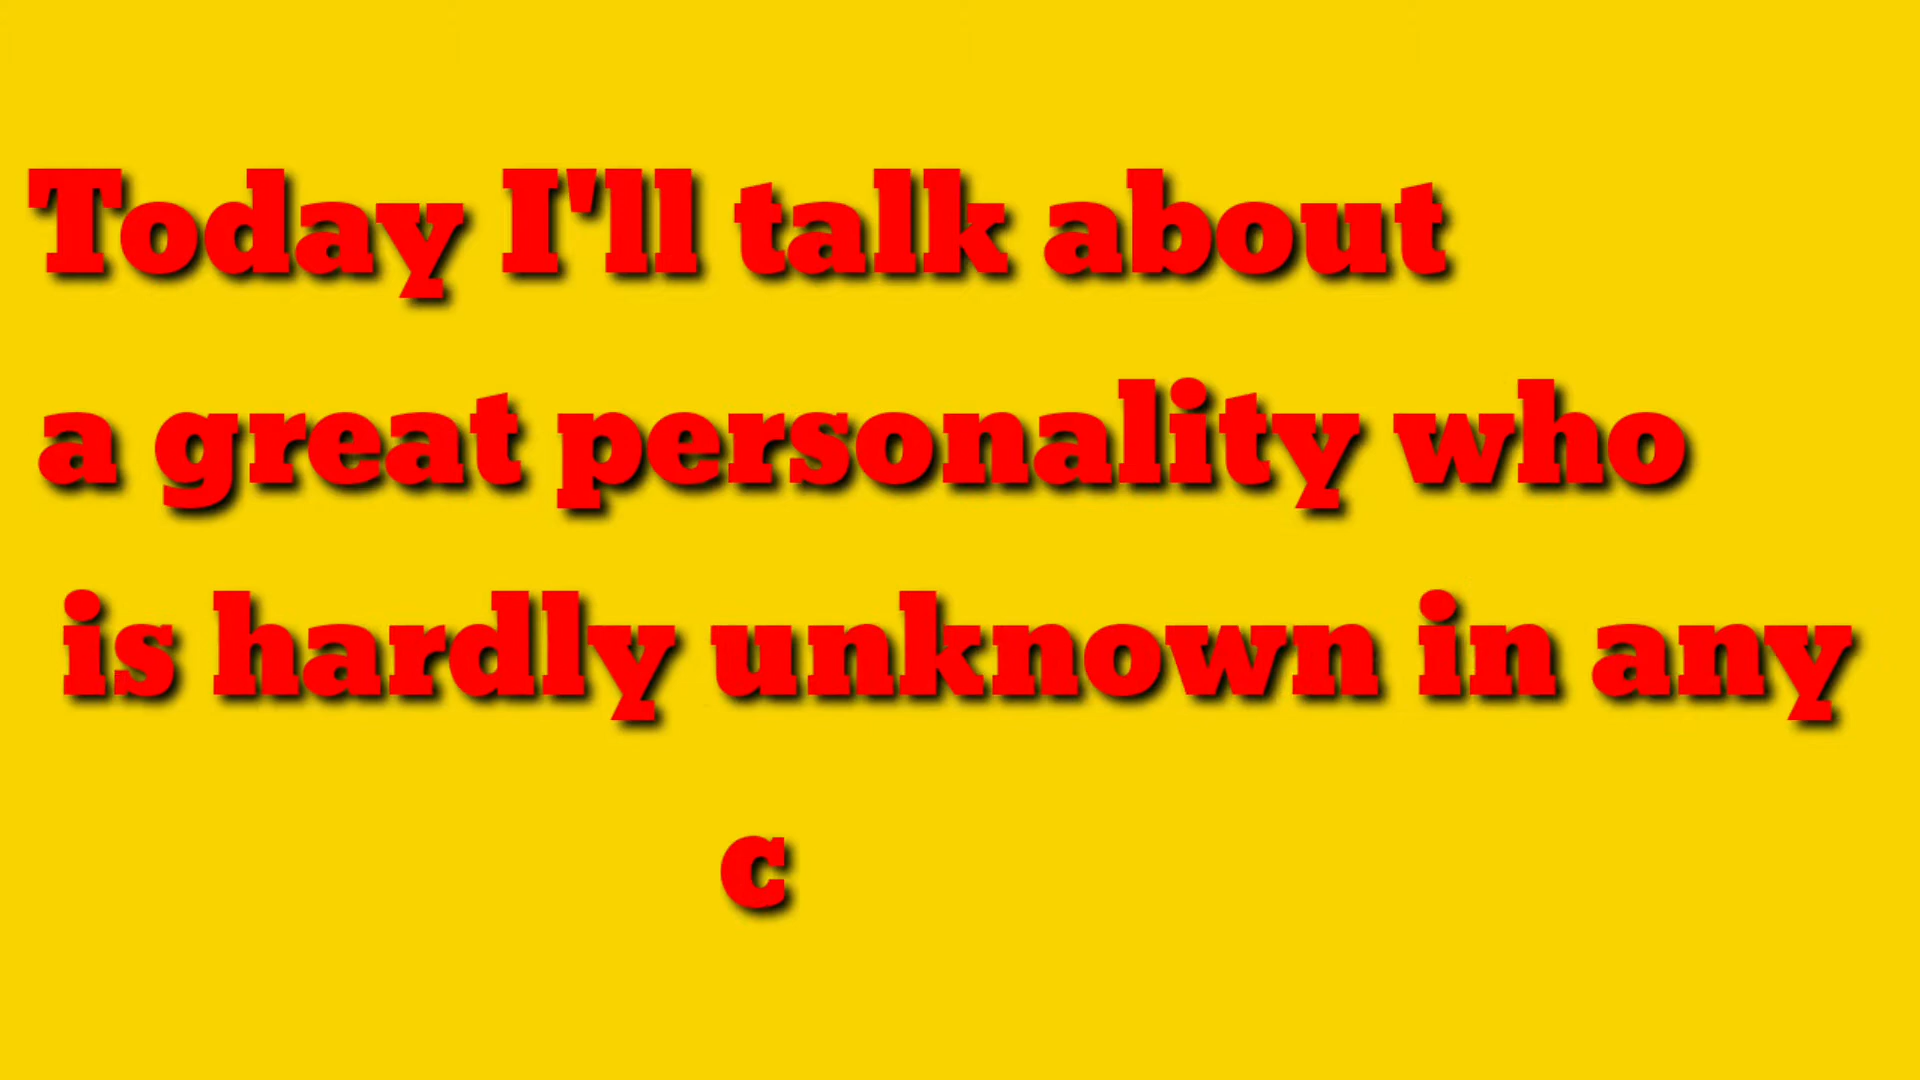 Today I'll talk about
a great personality who
is hardly unknown in any
c